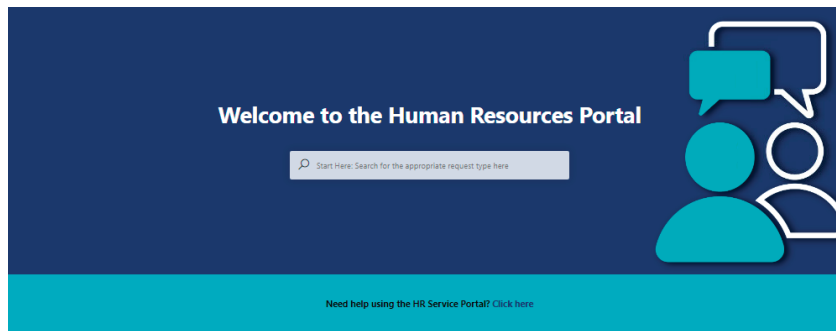 Welcome to the Human Resources Portal
Start Here: Search for the appropriate request type here
Need help using the HR Service Portal? Click here